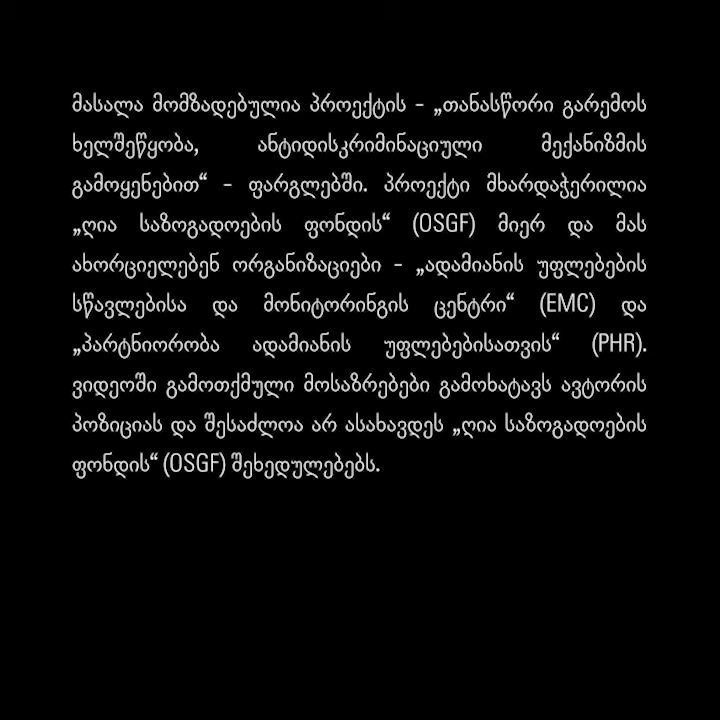 მასალა მომზადებულია პროექტის - „თანასწორი გარემოს
ხელშეწყობა, ანტიდისკრიმინაციული მექანიზმის
გამოყენებით“ - ფარგლებში. პროექტი მხარდაჭერილია
„ღია საზოგადოების ფონდის“ (OSGF) მიერ და მას
ახორციელებენ ორგანიზაციები - „ადამიანის უფლებების
სწავლებისა და მონიტორინგის ცენტრი“ (EMC) და
„პარტნიორობა ადამიანის უფლებებისათვის“ (PHR).
ვიდეოში გამოთქმული მოსაზრებები გამოხატავს ავტორის
პოზიციას და შესაძლოა არ ასახავდეს „ღია საზოგადოების
ფონდის“ (OSGF) შეხედულებებს.